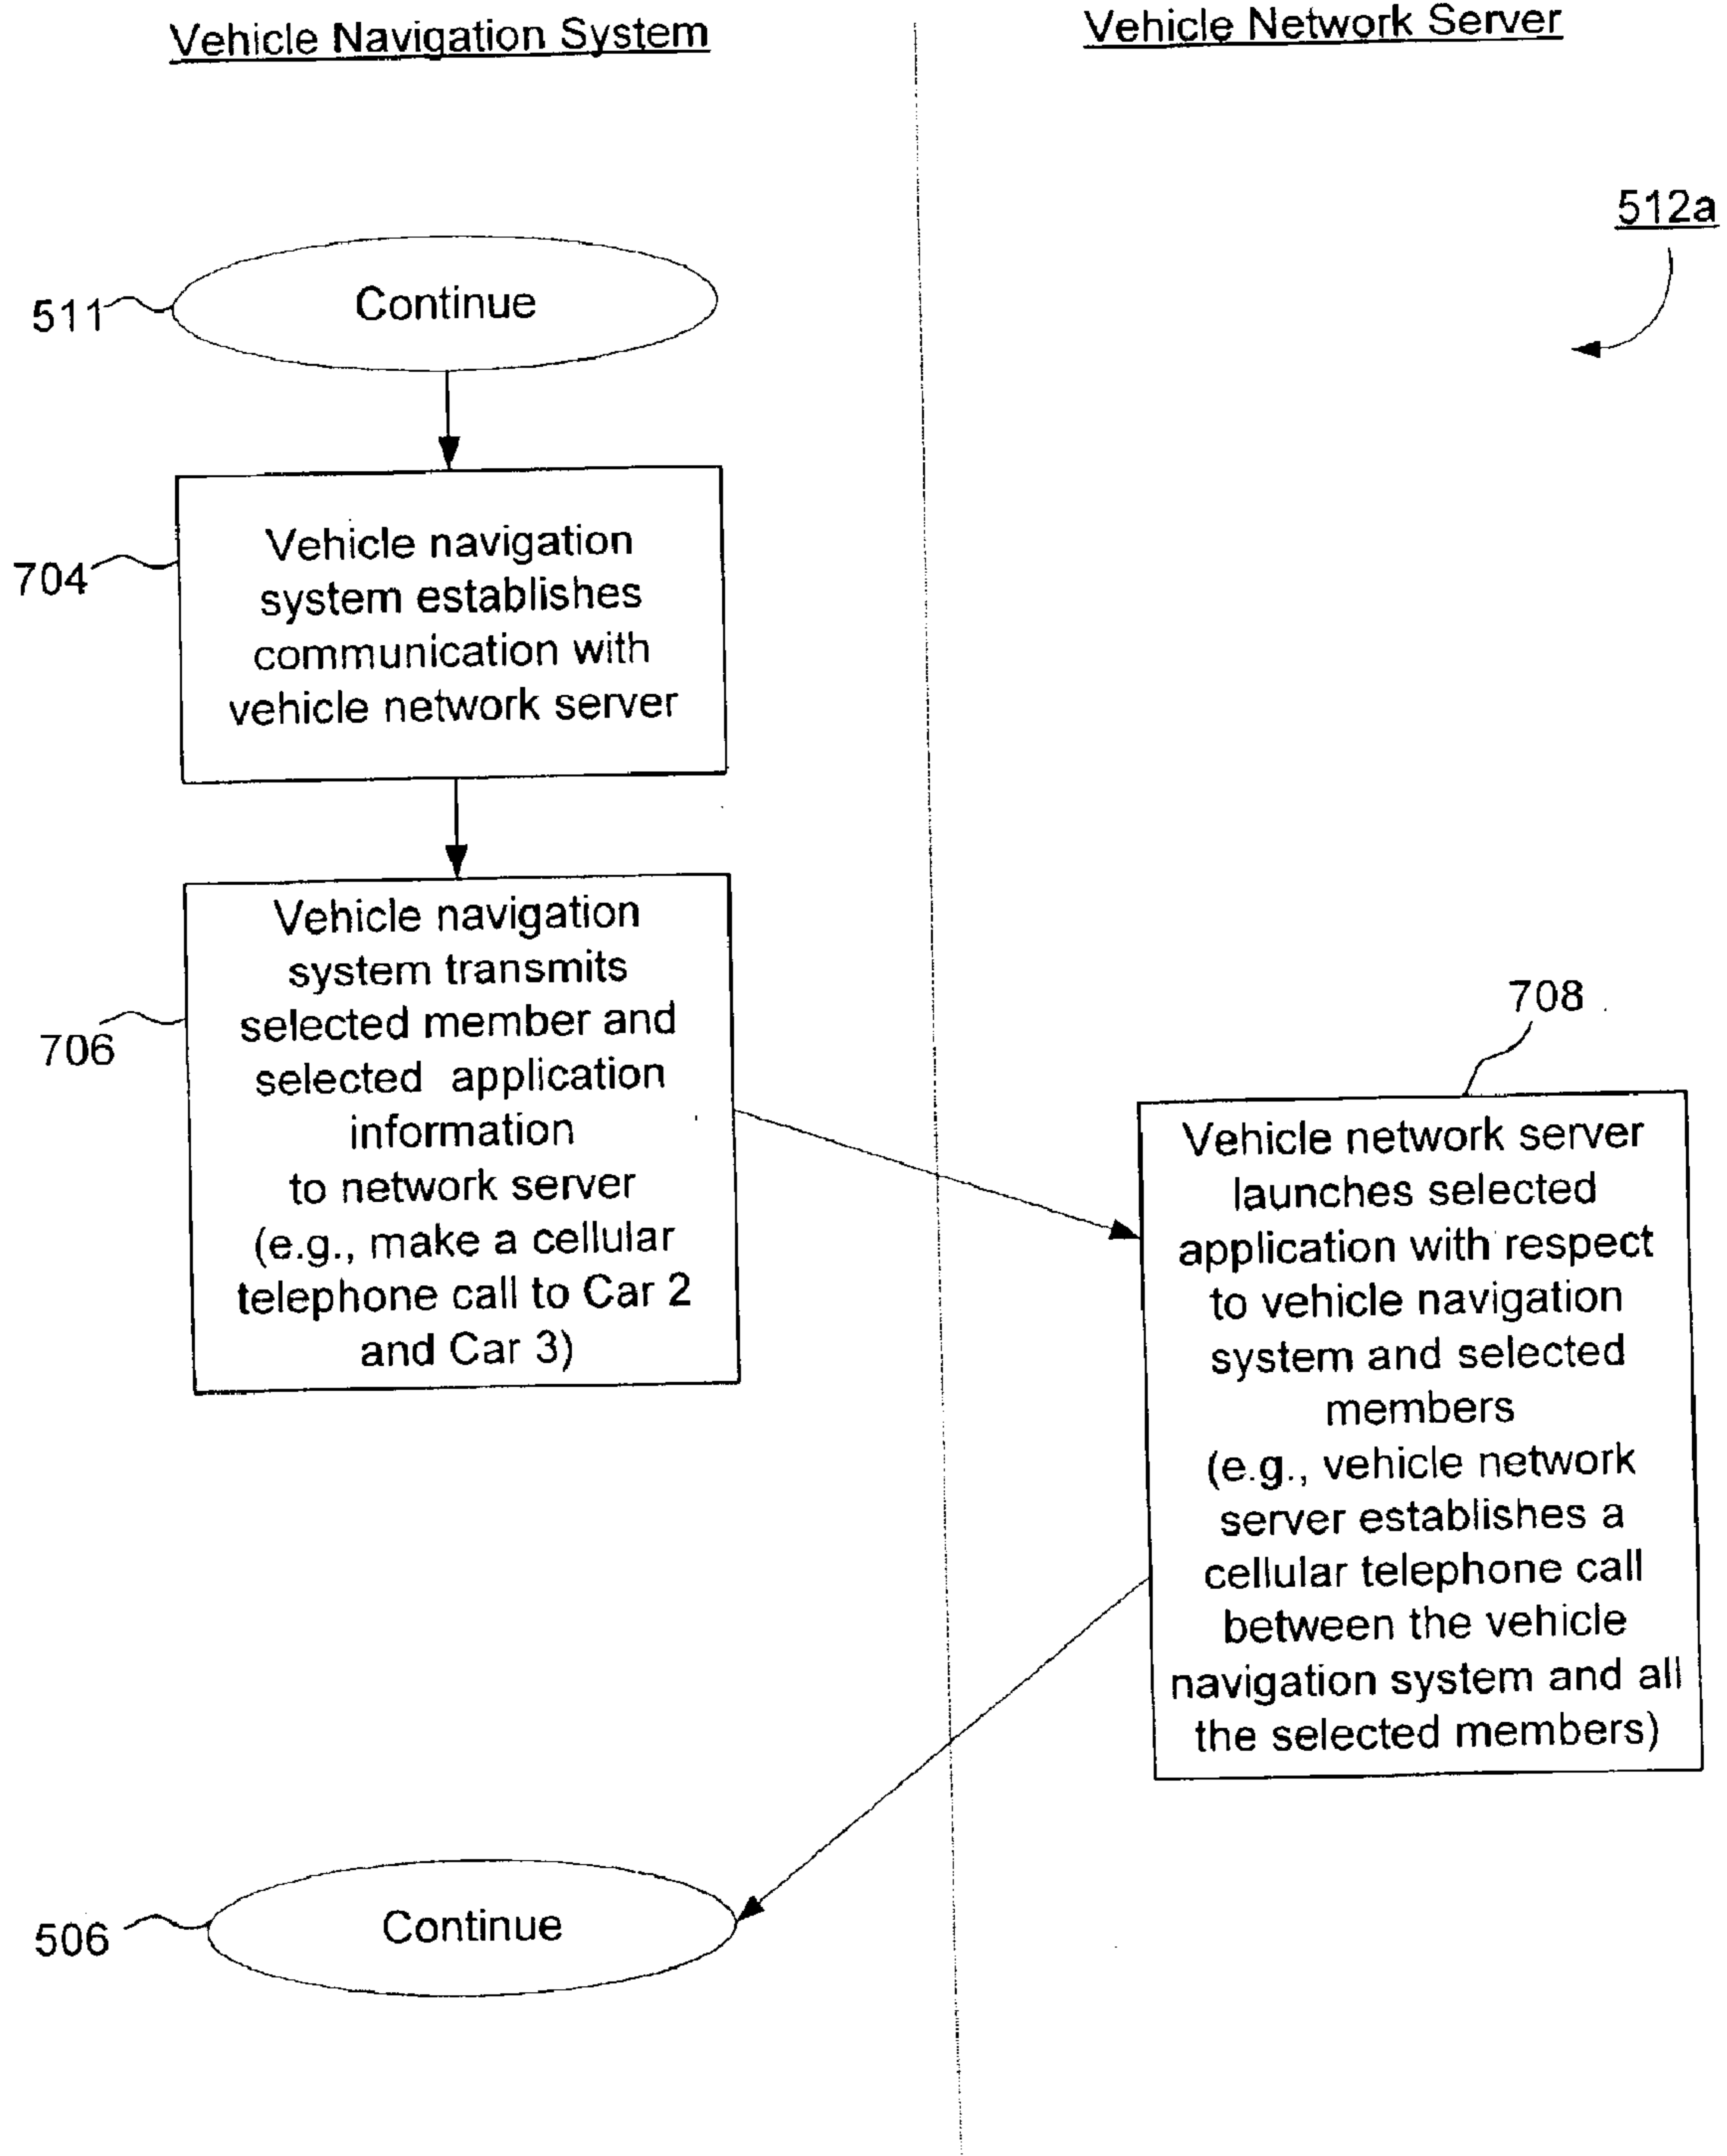 Vehicle Navigation System
Vehicle Network Server
512a
511
Continue
704
Vehicle navigation
system establishes
communication with
vehicle network server
706
Vehicle navigation
system transmits
selected member and
selected application
information
to network server
(e.g., make a cellular
telephone call to Car 2
and Car 3)
708
Vehicle network server
launches selected
application with respect
to vehicle navigation
system and selected
members
(e.g., vehicle network
server establishes a
cellular telephone call
between the vehicle
navigation system and all
the selected members)
506
Continue